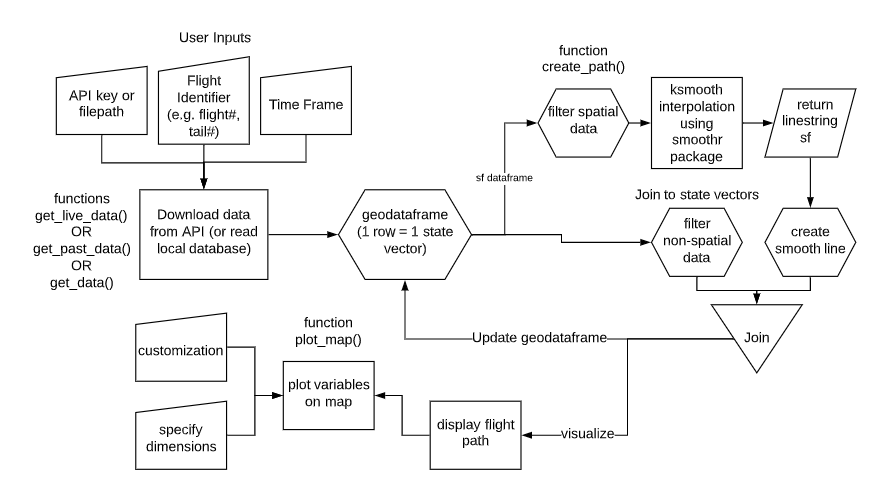 User Inputs
API key or
filepath
Flight
Identifier
(e.g. flight#,
tail#)
Time Frame
functions
get_live_data()
OR
get_past_data()
OR
get_data()
Download data
from API (or read
local database)
geodataframe
(1 row = 1 state
vector)
sf dataframe
function
create_path()
filter spatial
data
ksmooth
interpolation
using
smoothr
package
return
linestring
sf
Join to state vectors
filter
non-spatial
data
create
smooth line
Join
Update geodataframe
visualize
display flight
path
function
plot_map()
plot variables
on map
customization
specify
dimensions